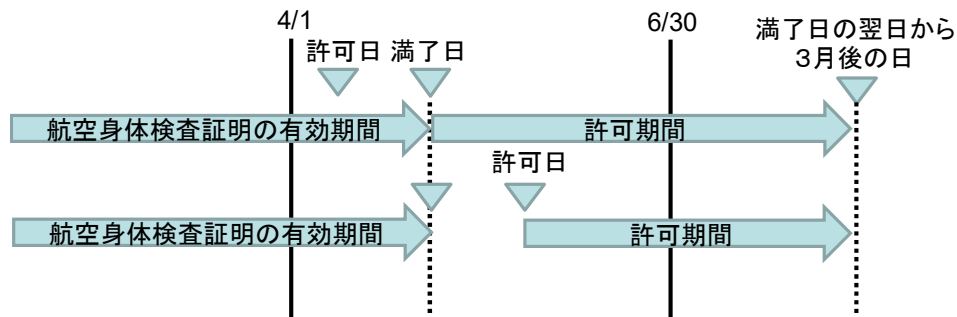 4/1
6/30
満了日の翌日から
３月後の日
許可日 満了日
航空身体検査証明の有効期間
許可期間
許可日
航空身体検査証明の有効期間
許可期間